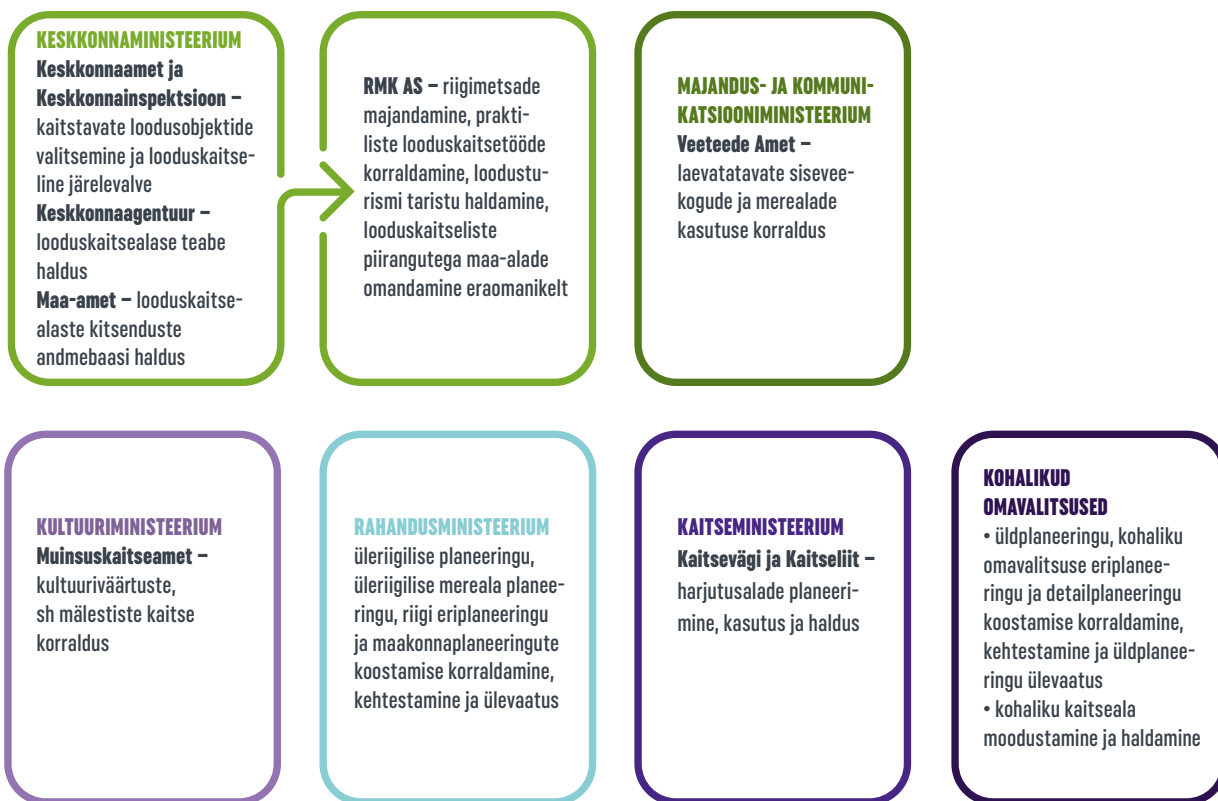 KESKKONNAMINISTEERIUM
Keskkonnaamet ja
Keskkonnainspektsioon –
kaitstavate loodusobjektide
valitsemine ja looduskaitse-
line järelevalve
Keskkonnaagentuur –
looduskaitsealase teabe
haldus
Maa-amet – looduskaitse-
alaste kitsenduste
andmebaasi haldus
RMK AS – riigimetsade
majandamine, prakti-
liste looduskaitsetööde
korraldamine, loodustu-
rismi taristu haldamine,
looduskaitseliste
piirangutega maa-alade
omandamine eraomanikelt
MAJANDUS- JA KOMMUNI-
KATSIOONIMINISTEERIUM
Veeteede Amet –
laevatatavate sisevee-
kogude ja merealade
kasutuse korraldus
KULTUURIMINISTEERIUM
Muinsuskaitseamet –
kultuuriväärtuste,
sh mälestiste kaitse
korraldus
RAHANDUSMINISTEERIUM
üleriigilise planeeringu,
üleriigilise mereala planee-
ringu, riigi eriplaneeringu
ja maakonnaplaneeringute
koostamise korraldamine,
kehtestamine ja ülevaatus
KAITSEMINISTEERIUM
Kaitsevägi ja Kaitseliit –
harjutusalade planeeri-
mine, kasutus ja haldus
KOHALIKUD
OMAVALITSUSED
• üldplaneeringu, kohaliku
omavalitsuse eriplanee-
ringu ja detailplaneeringu
koostamise korraldamine,
kehtestamine ja üldplanee-
ringu ülevaatus
• kohaliku kaitseala
moodustamine ja haldamine